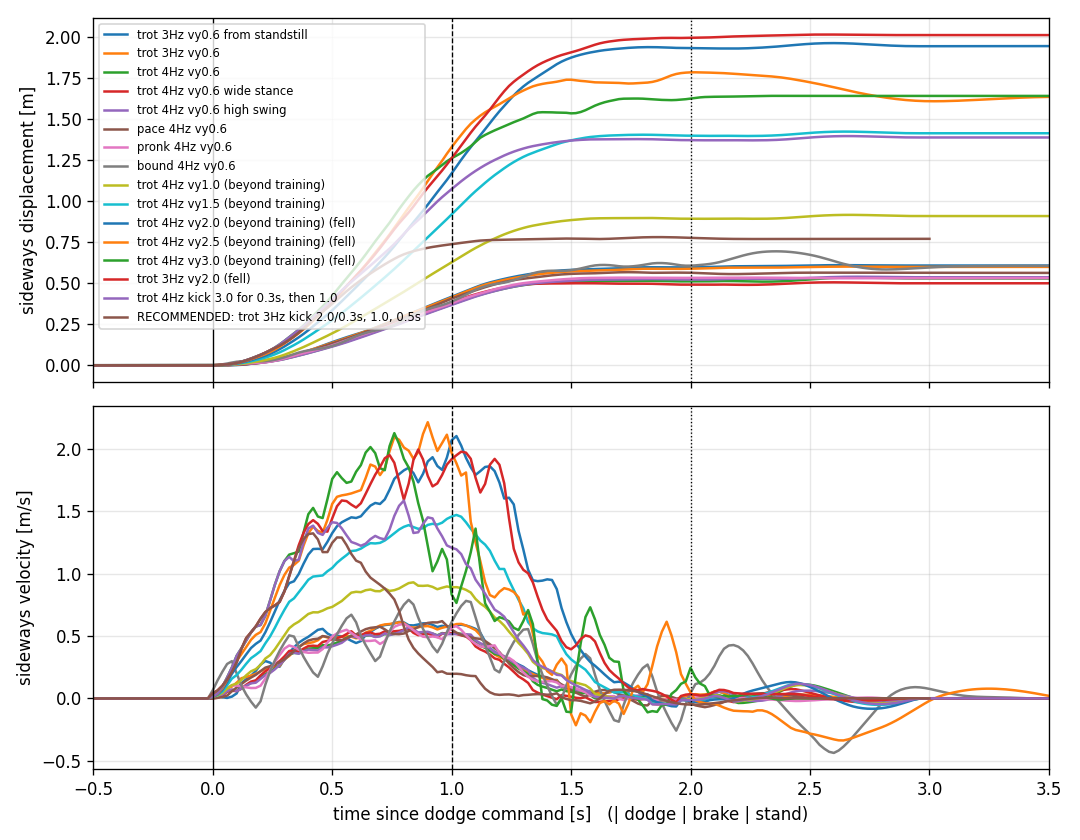 2.00
1.75
1.50
1.25
1.00
0.75
0.50
0.25
0.00
sideways displacement [m]
trot 3Hz vy0.6 from standstill
trot 3Hz vy0.6
trot 4Hz vy0.6
trot 4Hz vy0.6 wide stance
trot 4Hz vy0.6 high swing
pace 4Hz vy0.6
pronk 4Hz vy0.6
bound 4Hz vy0.6
trot 4Hz vy1.0 (beyond training)
trot 4Hz vy1.5 (beyond training)
trot 4Hz vy2.0 (beyond training) (fell)
trot 4Hz vy2.5 (beyond training) (fell)
trot 4Hz vy3.0 (beyond training) (fell)
trot 3Hz vy2.0 (fell)
trot 4Hz kick 3.0 for 0.3s, then 1.0
RECOMMENDED: trot 3Hz kick 2.0/0.3s, 1.0, 0.5s
2.0
1.5
1.0
0.5
0.0
−0.5
sideways velocity [m/s]
−0.5 0.0 0.5 1.0 1.5 2.0 2.5 3.0 3.5
time since dodge command [s] (| dodge | brake | stand)